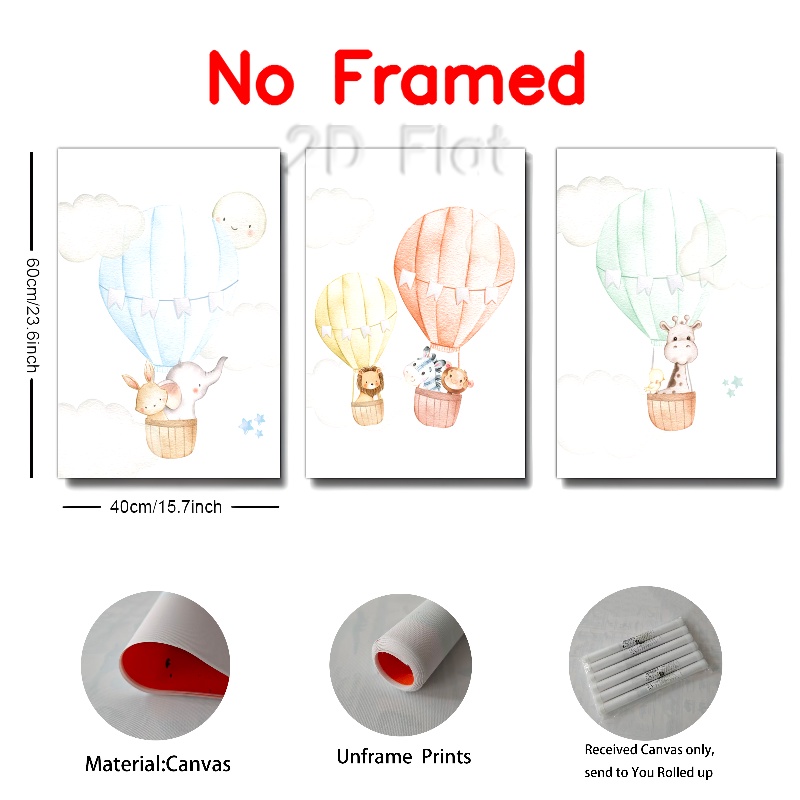 No Framed
2D Flat
60cm/23.6inch
40cm/15.7inch
Material:Canvas
Unframe Prints
Received Canvas only,
send to You Rolled up